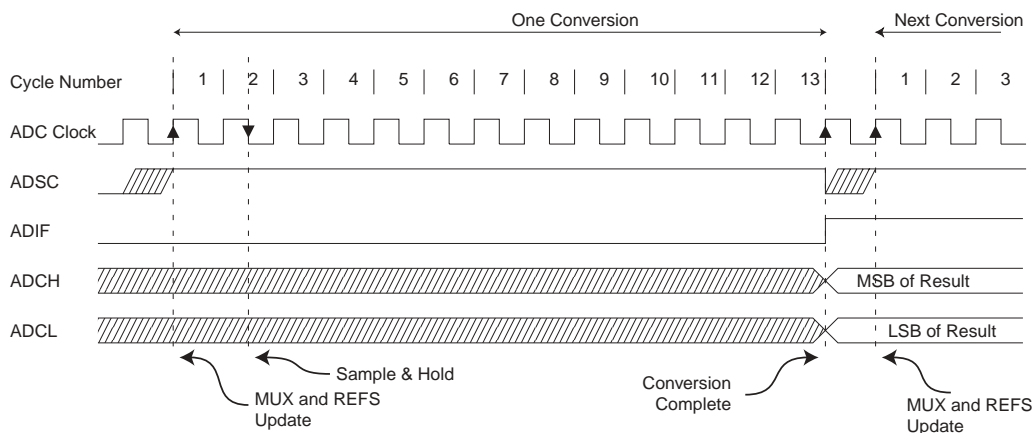 One Conversion Next Conversion
Cycle Number 1 2 3 4 5 6 7 8 9 10 11 12 13 1 2 3
ADC Clock
ADSC
ADIF
ADCH MSB of Result
ADCL LSB of Result
Sample & Hold
MUX and REFS
Update
Conversion
Complete
MUX and REFS
Update